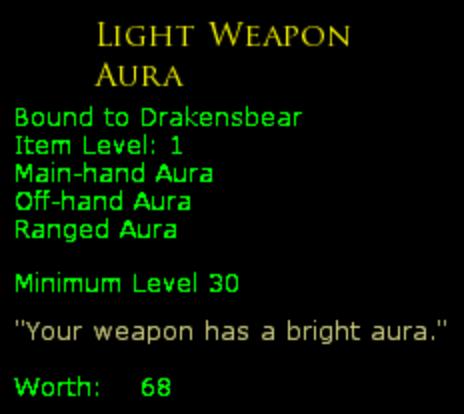 Light Weapon
Aura
Bound to Drakensbear
Item Level: 1
Main-hand Aura
Off-hand Aura
Ranged Aura
Minimum Level 30
"Your weapon has a bright aura."
Worth: 68